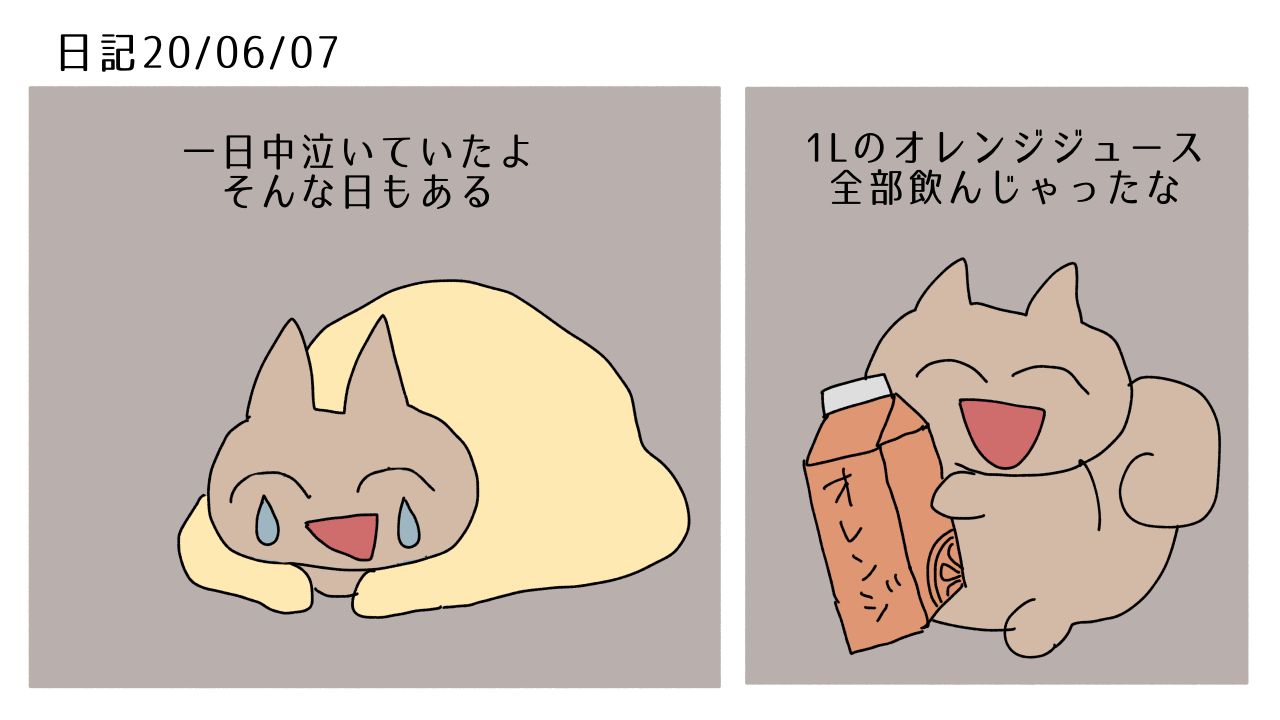 日記20/06/07
一日中泣いていたよ
そんな日もある
1Lのオレンジジュース
全部飲んじゃったな
オレンジ